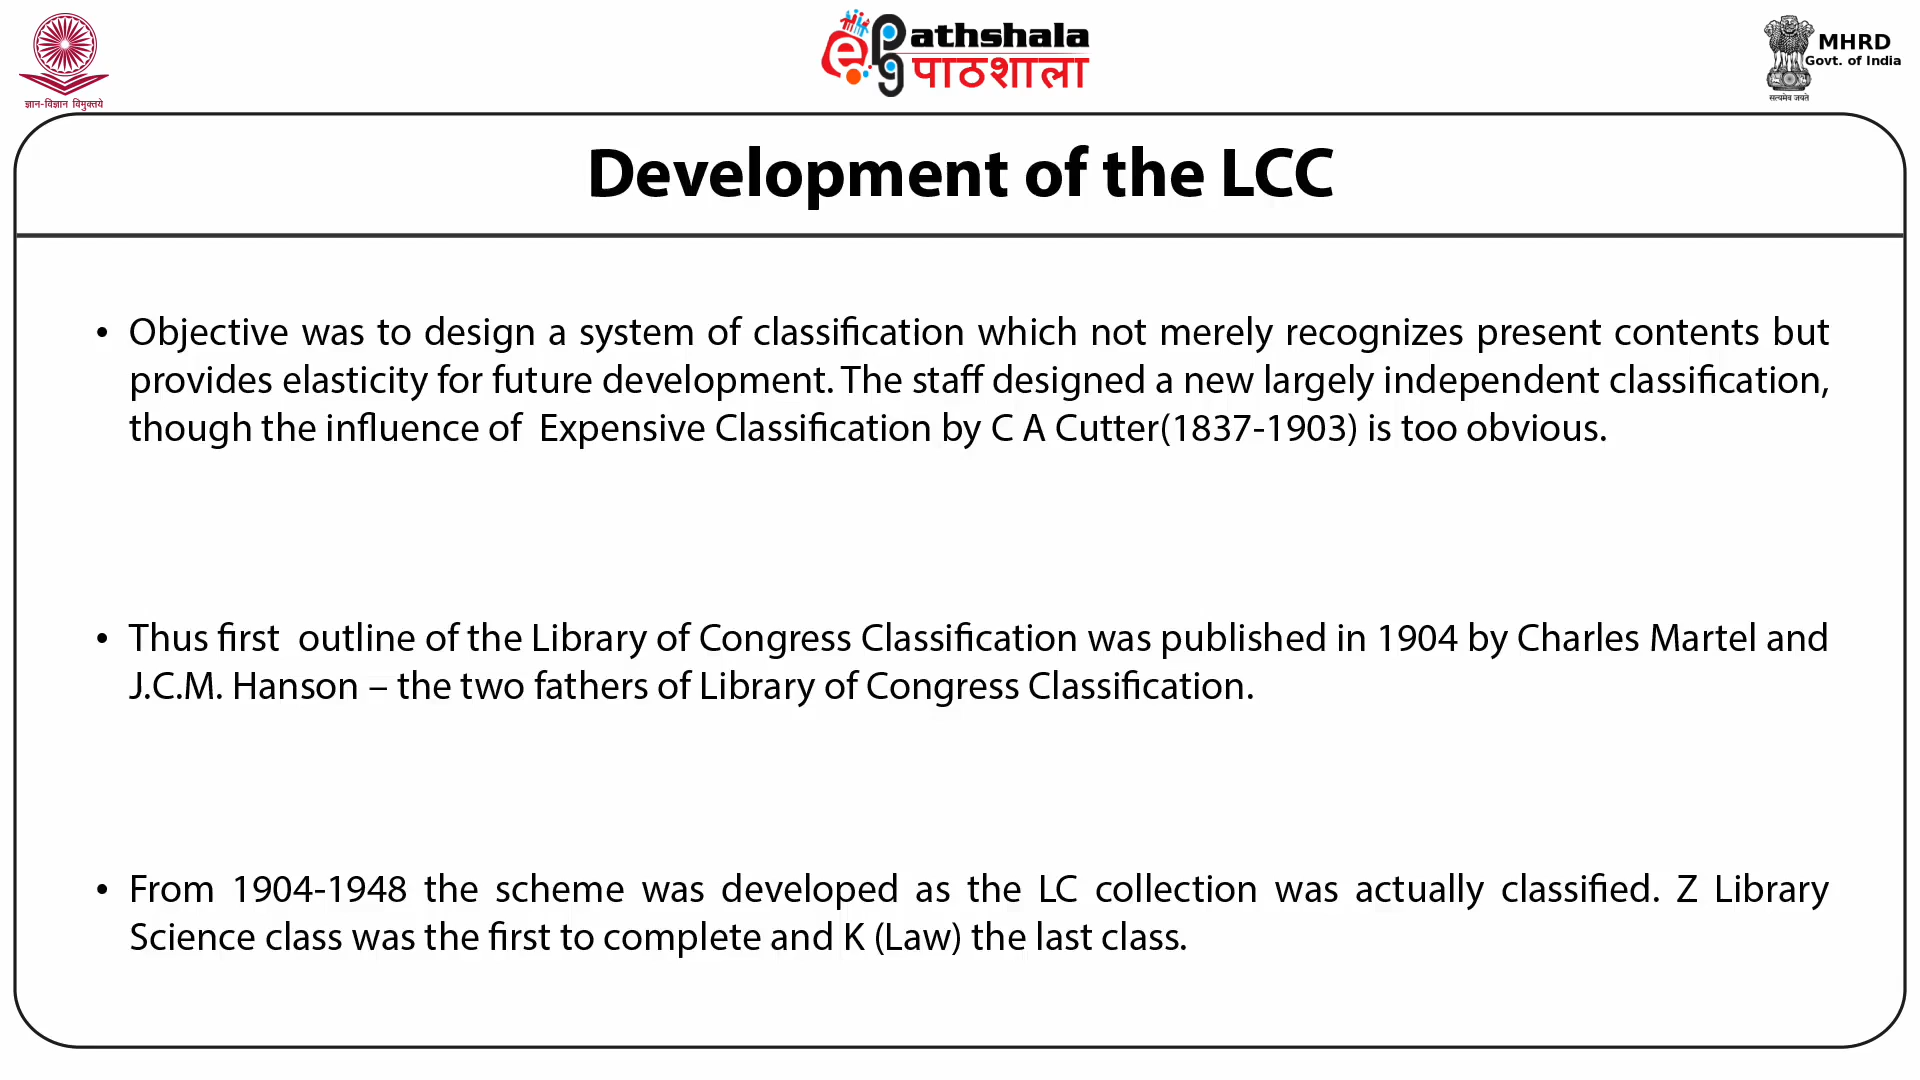 ज्ञान-विज्ञान विमुक्तये
ePathshala
पाठशाला
MHRD
Govt. of India
सत्यमेव जयते
Development of the LCC
• Objective was to design a system of classification which not merely recognizes present contents but
provides elasticity for future development. The staff designed a new largely independent classification,
though the influence of Expensive Classification by C A Cutter(1837-1903) is too obvious.
• Thus first outline of the Library of Congress Classification was published in 1904 by Charles Martel and
J.C.M. Hanson – the two fathers of Library of Congress Classification.
• From 1904-1948 the scheme was developed as the LC collection was actually classified. Z Library
Science class was the first to complete and K (Law) the last class.